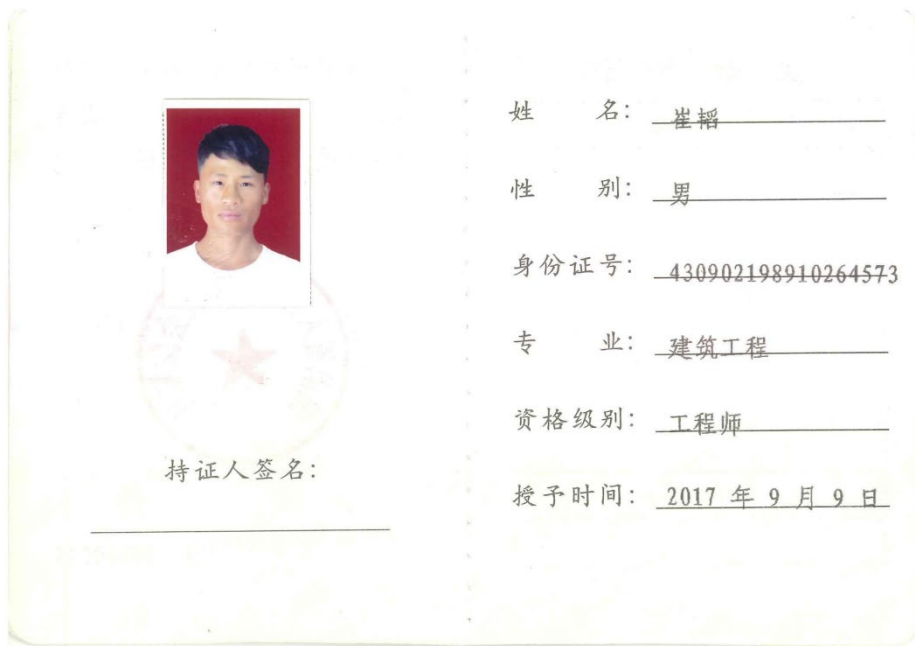 持证人签名：
姓名：崔韬
性别：男
身份证号：430902198910264573
专业：建筑工程
资格级别：工程师
授予时间：2017 年 9 月 9 日